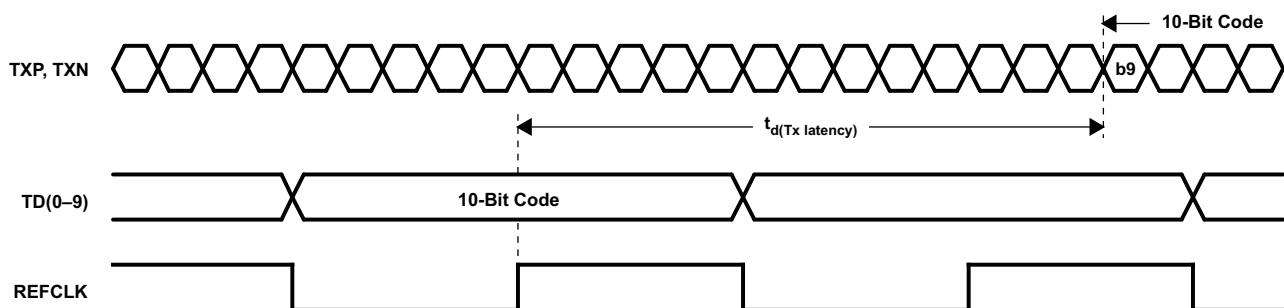 10-Bit Code
TXP, TXN
b9
td(Tx latency)
TD(0–9)
10-Bit Code
REFCLK